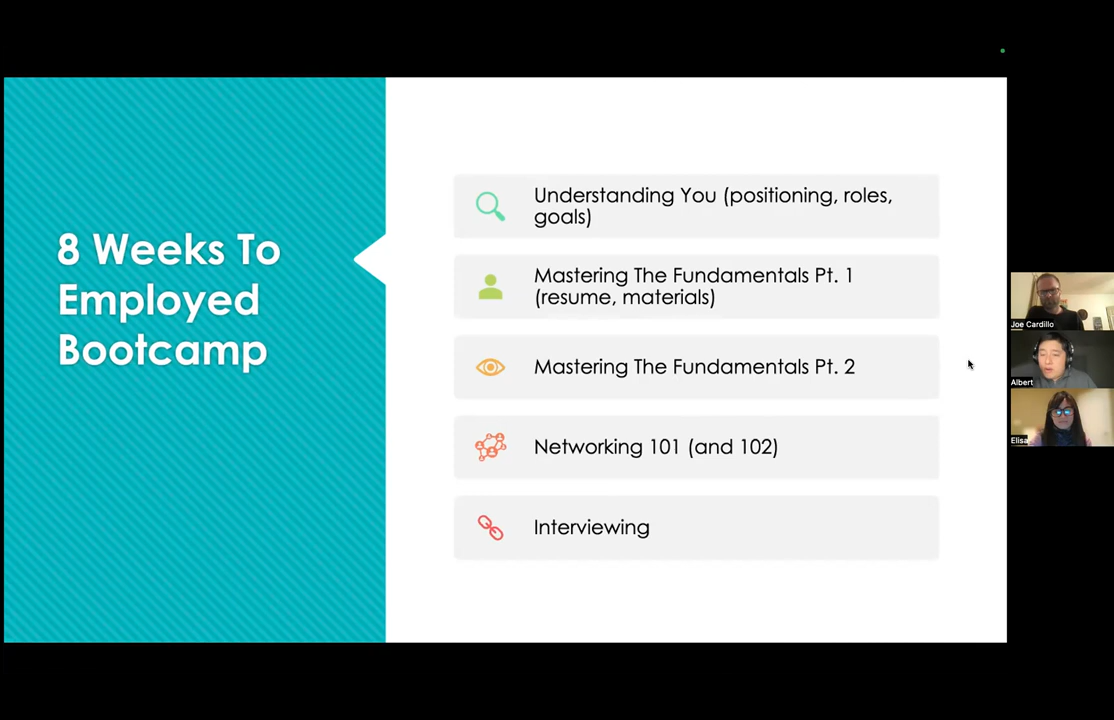 8 Weeks To
Employed
Bootcamp
Understanding You (positioning, roles,
goals)
Mastering The Fundamentals Pt. 1
(resume, materials)
Mastering The Fundamentals Pt. 2
Networking 101 (and 102)
Interviewing
Joe Cardillo
Albert
Elisa